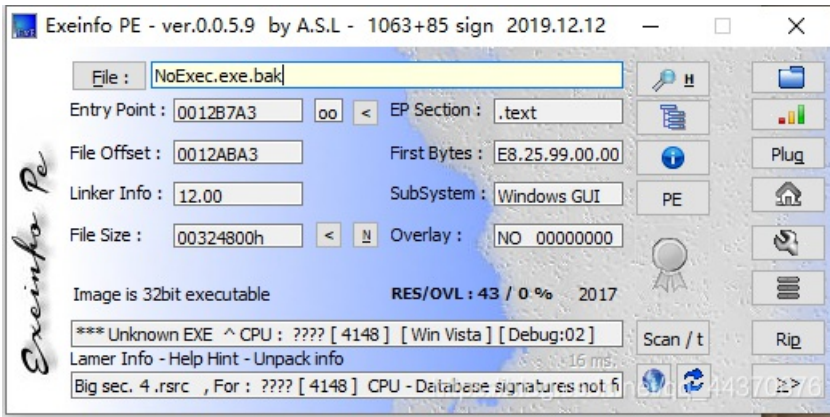 Exeinfo PE - ver.0.0.5.9 by A.S.L - 1063+85 sign 2019.12.12
File : NoExec.exe.bak H
Entry Point : 0012B7A3 oo < EP Section : .text
File Offset : 0012ABA3 First Bytes : E8.25.99.00.00 Plug
Linker Info : 12.00 SubSystem : Windows GUI PE
File Size : 00324800h < N Overlay : NO 00000000
Image is 32bit executable RES/OVL : 43 / 0 % 2017
*** Unknown EXE ^ CPU : ???? [ 4148 ] [ Win Vista ] [ Debug:02 ] Scan / t Rip
Lamer Info - Help Hint - Unpack info 16 ms.
Big sec. 4 .rsrc , For : ???? [ 4148 ] CPU - Database signatures not fi >>
Exeinfo Pe